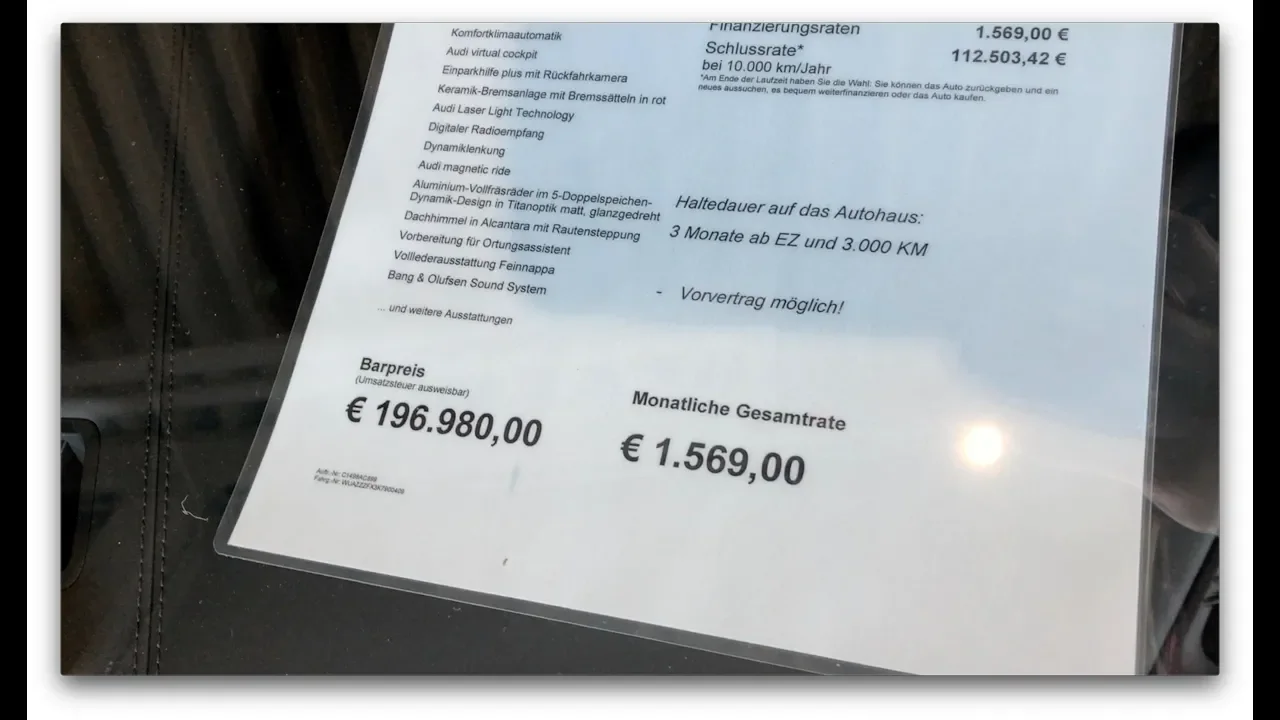 Komfortklimaautomatik
Audi virtual cockpit
Einparkhilfe plus mit Rückfahrkamera
Keramik-Bremsanlage mit Bremssätteln in rot
Audi Laser Light Technology
Digitaler Radioempfang
Dynamiklenkung
Audi magnetic ride
Aluminium-Vollfräsräder im 5-Doppelspeichen-
Dynamik-Design in Titanoptik matt, glanzgedreht
Dachhimmel in Alcantara mit Rautensteppung
Vorbereitung für Ortungsassistent
Volllederausstattung Feinnappa
Bang & Olufsen Sound System
... und weitere Ausstattungen
Finanzierungsraten 1.569,00 €
Schlussrate* 112.503,42 €
bei 10.000 km/Jahr
*Am Ende der Laufzeit haben Sie die Wahl: Sie können das Auto zurückgeben und ein
neues aussuchen, es bequem weiterfinanzieren oder das Auto kaufen.
Haltedauer auf das Autohaus:
3 Monate ab EZ und 3.000 KM
- Vorvertrag möglich!
Barpreis
(Umsatzsteuer ausweisbar)
€ 196.980,00
Monatliche Gesamtrate
€ 1.569,00